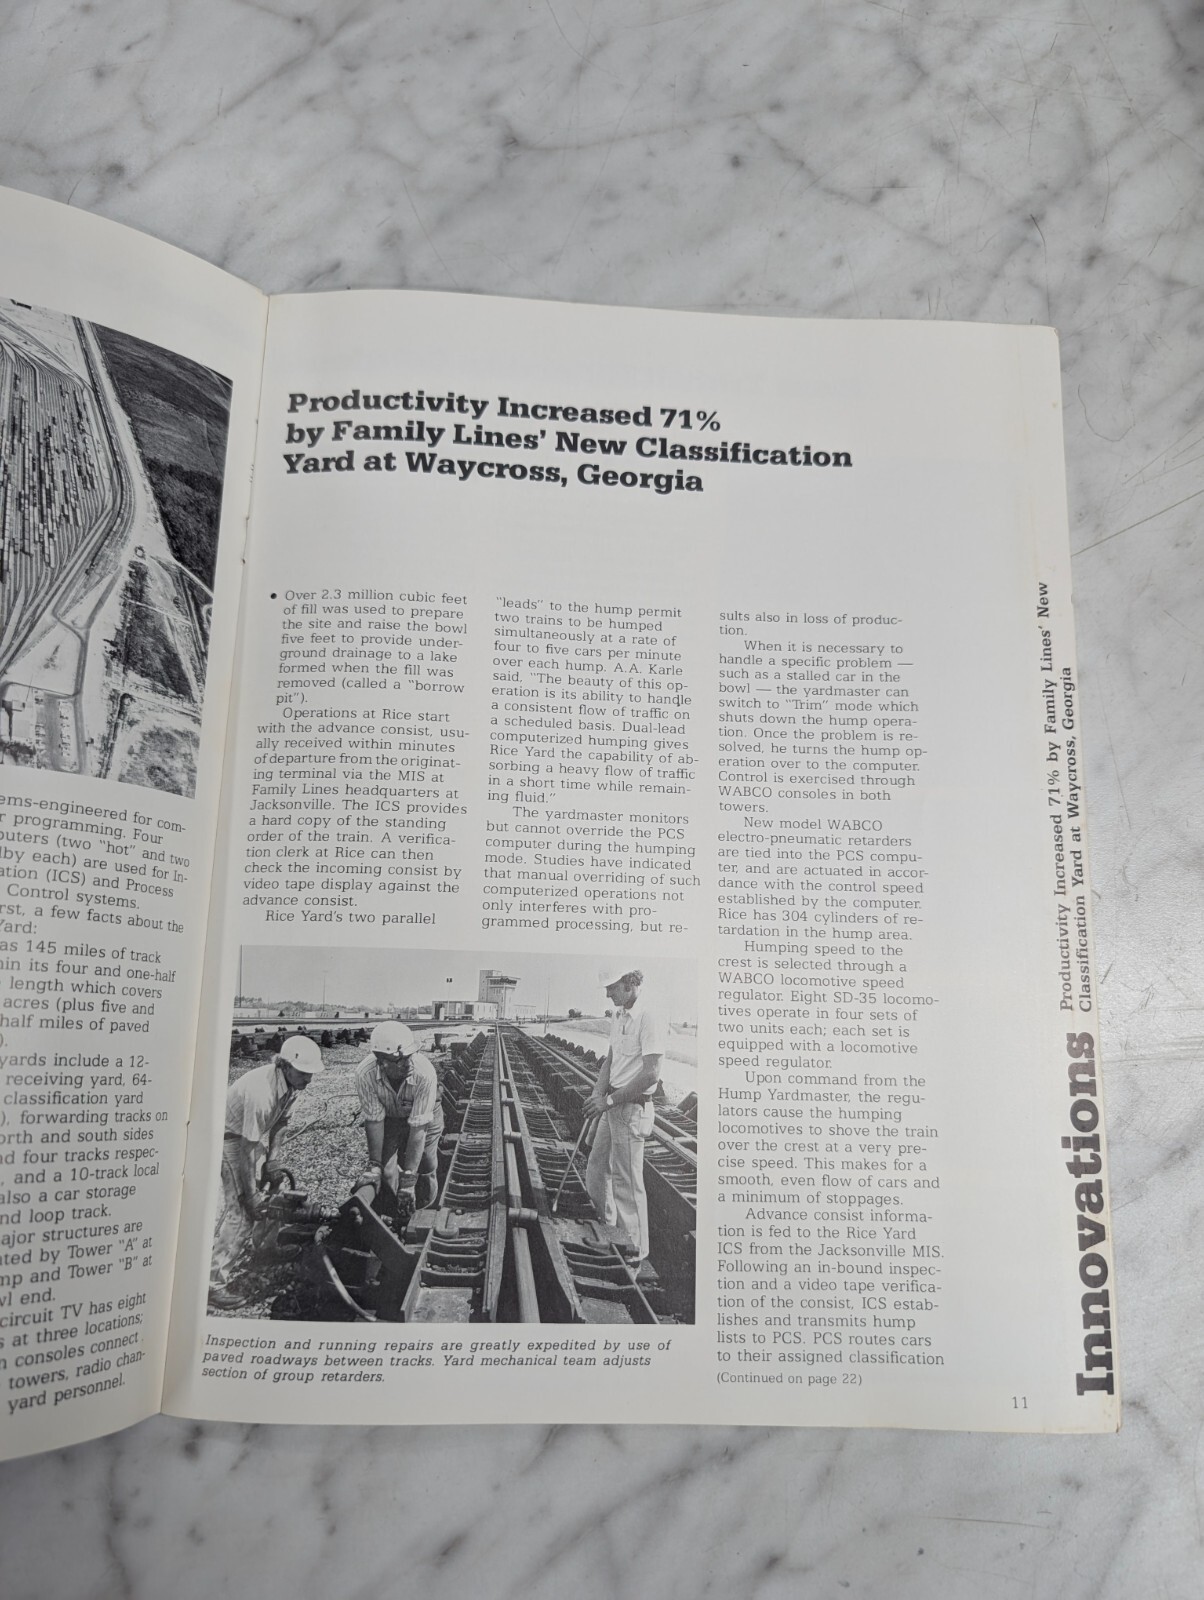 ems-engineered for com-
r programming. Four
puters (two "hot" and two
dby each) are used for In-
ation (ICS) and Process
Control systems.
rst, a few facts about the
Yard:
as 145 miles of track
hin its four and one-half
length which covers
acres (plus five and
half miles of paved
).
yards include a 12-
receiving yard, 64-
classification yard
), forwarding tracks on
orth and south sides
nd four tracks respec-
, and a 10-track local
also a car storage
nd loop track.
ajor structures are
ated by Tower "A" at
mp and Tower "B" at
wl end.
circuit TV has eight
s at three locations;
n consoles connect
towers, radio chan-
yard personnel.
Productivity Increased 71%
by Family Lines' New Classification
Yard at Waycross, Georgia
• Over 2.3 million cubic feet
of fill was used to prepare
the site and raise the bowl
five feet to provide under-
ground drainage to a lake
formed when the fill was
removed (called a "borrow
pit").
Operations at Rice start
with the advance consist, usu-
ally received within minutes
of departure from the originat-
ing terminal via the MIS at
Family Lines headquarters at
Jacksonville. The ICS provides
a hard copy of the standing
order of the train. A verifica-
tion clerk at Rice can then
check the incoming consist by
video tape display against the
advance consist.
Rice Yard's two parallel
"leads" to the hump permit
two trains to be humped
simultaneously at a rate of
four to five cars per minute
over each hump. A.A. Karle
said, "The beauty of this op-
eration is its ability to handle
a consistent flow of traffic on
a scheduled basis. Dual-lead
computerized humping gives
Rice Yard the capability of ab-
sorbing a heavy flow of traffic
in a short time while remain-
ing fluid."
The yardmaster monitors
but cannot override the PCS
computer during the humping
mode. Studies have indicated
that manual overriding of such
computerized operations not
only interferes with pro-
grammed processing, but re-
sults also in loss of produc-
tion.
When it is necessary to
handle a specific problem —
such as a stalled car in the
bowl — the yardmaster can
switch to "Trim" mode which
shuts down the hump opera-
tion. Once the problem is re-
solved, he turns the hump op-
eration over to the computer.
Control is exercised through
WABCO consoles in both
towers.
New model WABCO
electro-pneumatic retarders
are tied into the PCS compu-
ter, and are actuated in accor-
dance with the control speed
established by the computer.
Rice has 304 cylinders of re-
tardation in the hump area.
Humping speed to the
crest is selected through a
WABCO locomotive speed
regulator. Eight SD-35 locomo-
tives operate in four sets of
two units each; each set is
equipped with a locomotive
speed regulator.
Upon command from the
Hump Yardmaster, the regu-
lators cause the humping
locomotives to shove the train
over the crest at a very pre-
cise speed. This makes for a
smooth, even flow of cars and
a minimum of stoppages.
Advance consist informa-
tion is fed to the Rice Yard
ICS from the Jacksonville MIS.
Following an in-bound inspec-
tion and a video tape verifica-
tion of the consist, ICS estab-
lishes and transmits hump
lists to PCS. PCS routes cars
to their assigned classification
(Continued on page 22)
Inspection and running repairs are greatly expedited by use of
paved roadways between tracks. Yard mechanical team adjusts
section of group retarders.
11
Innovations
Productivity Increased 71% by Family Lines' New
Classification Yard at Waycross, Georgia